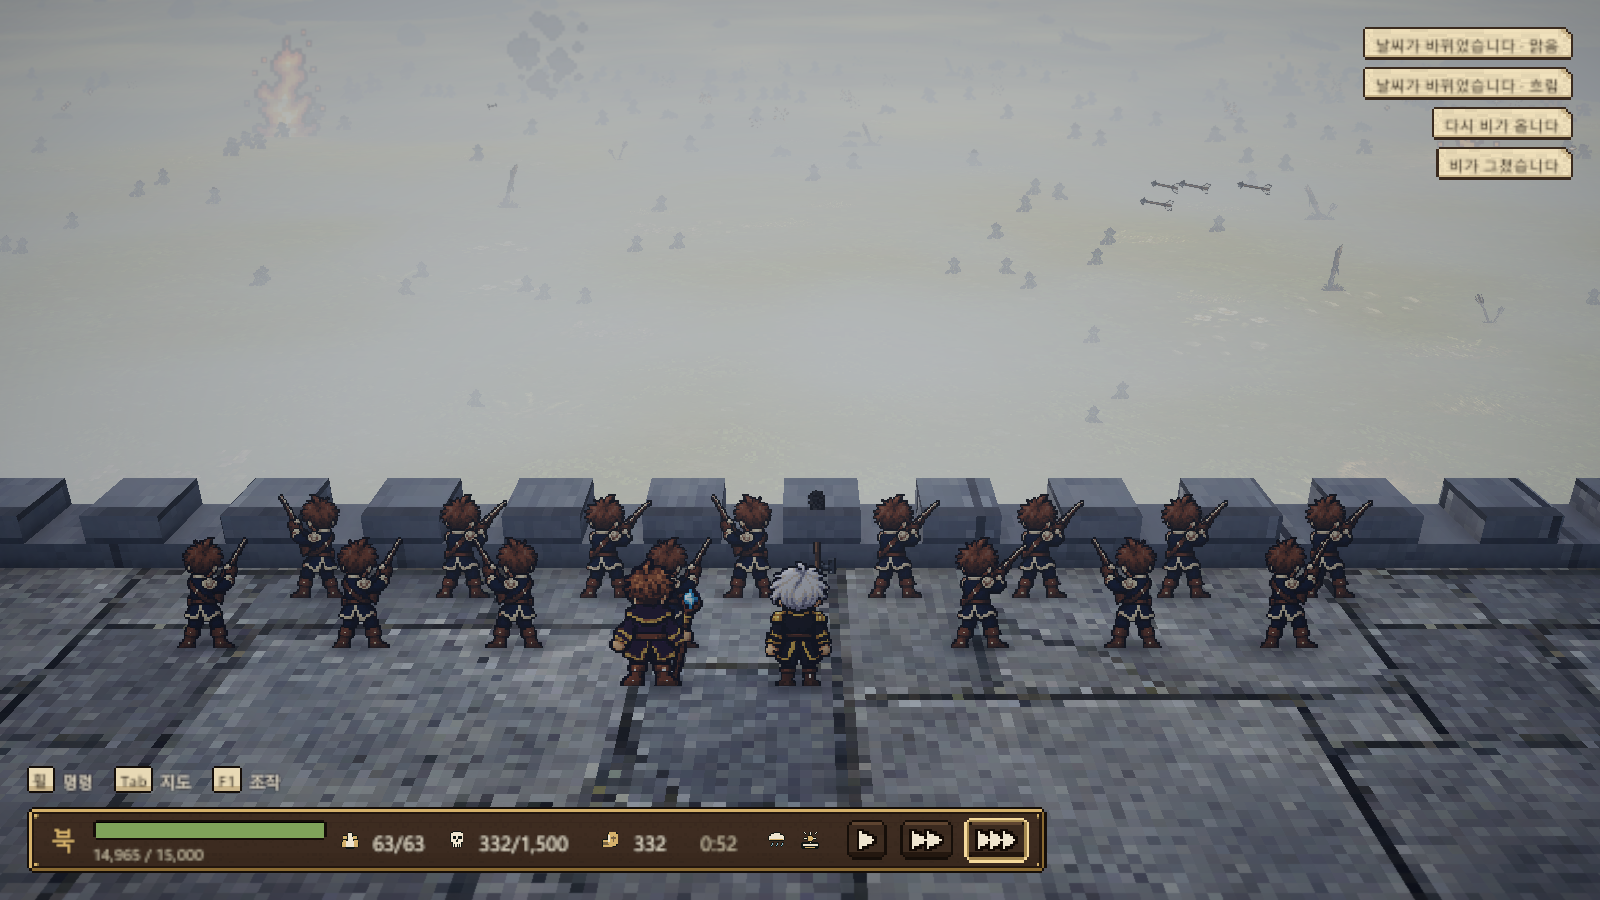 날씨가 바뀌었습니다 · 맑음
날씨가 바뀌었습니다 · 흐림
다시 비가 옵니다
비가 그쳤습니다
휠 명령 Tab 지도 F1 조작
북 14,965 / 15,000 63/63 332/1,500 332 0:52